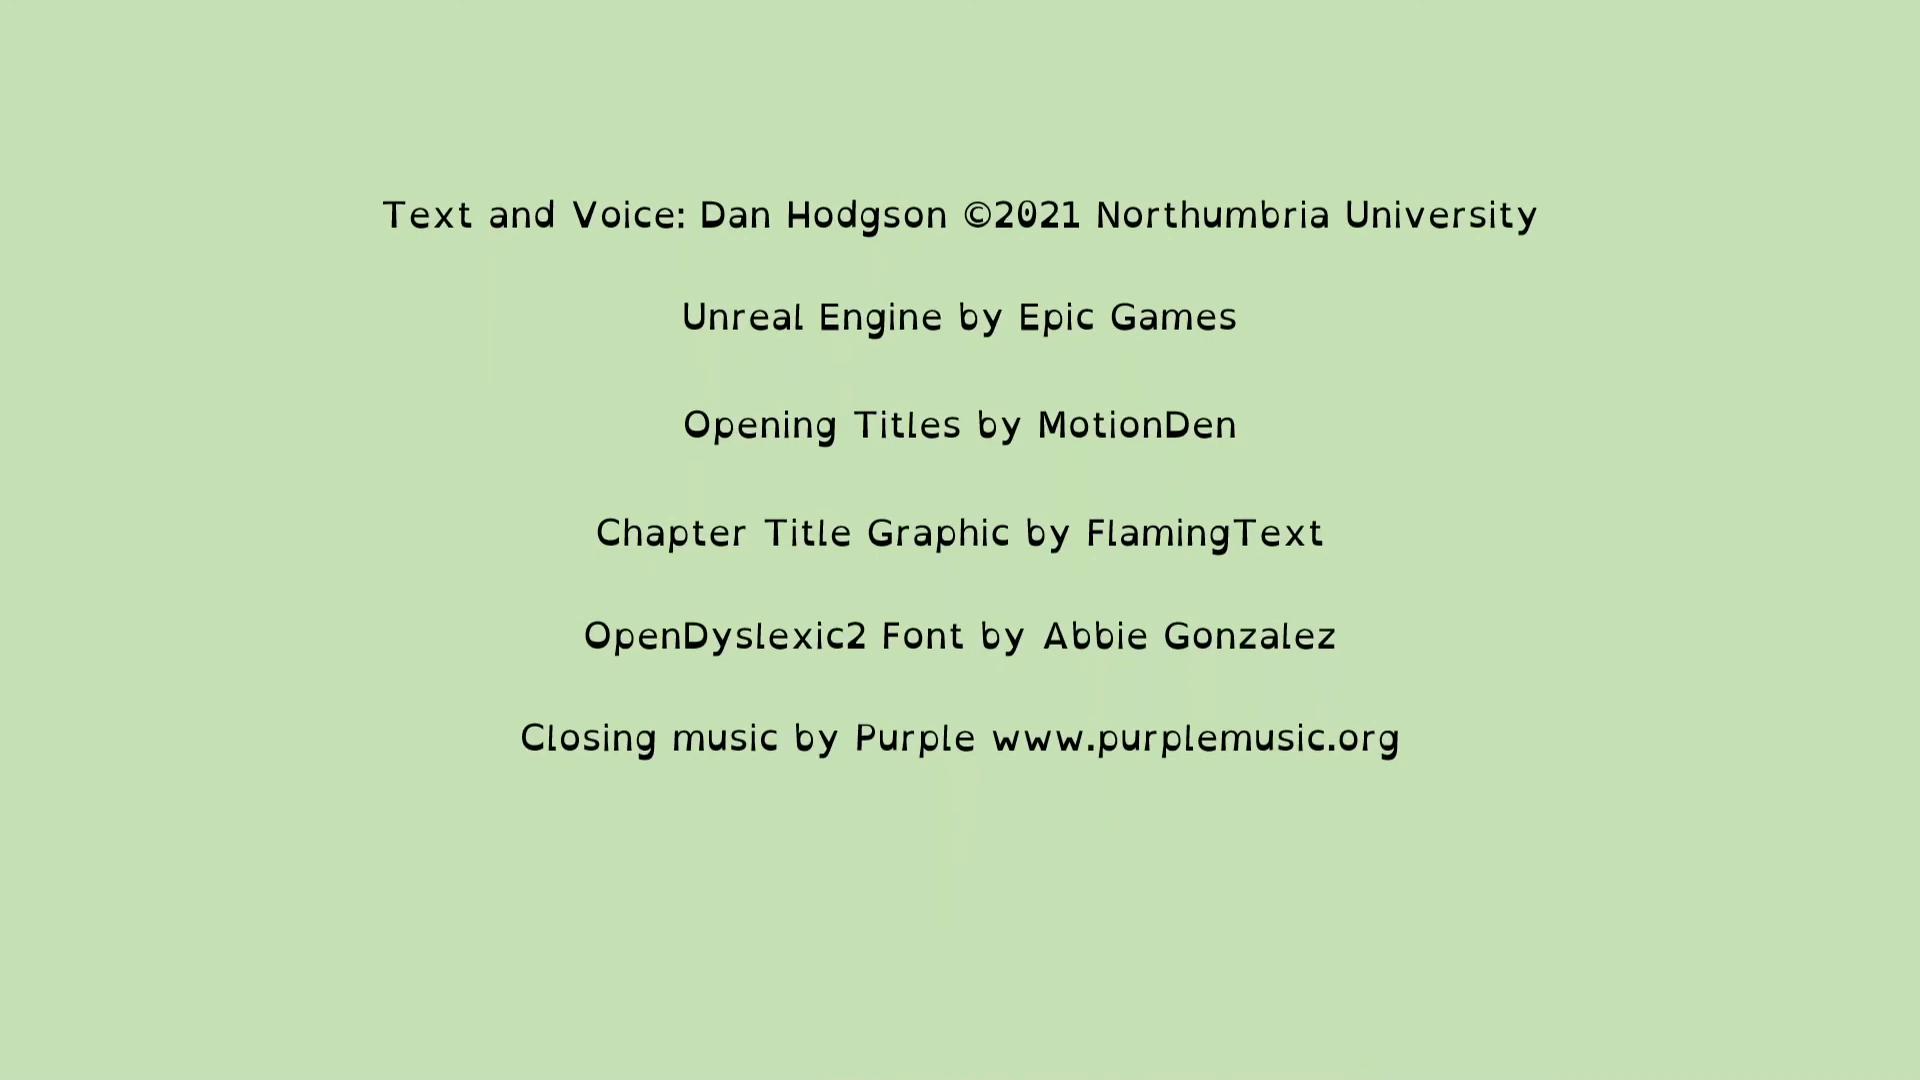 Text and Voice: Dan Hodgson ©2021 Northumbria University
Unreal Engine by Epic Games
Opening Titles by MotionDen
Chapter Title Graphic by FlamingText
OpenDyslexic2 Font by Abbie Gonzalez
Closing music by Purple www.purplemusic.org